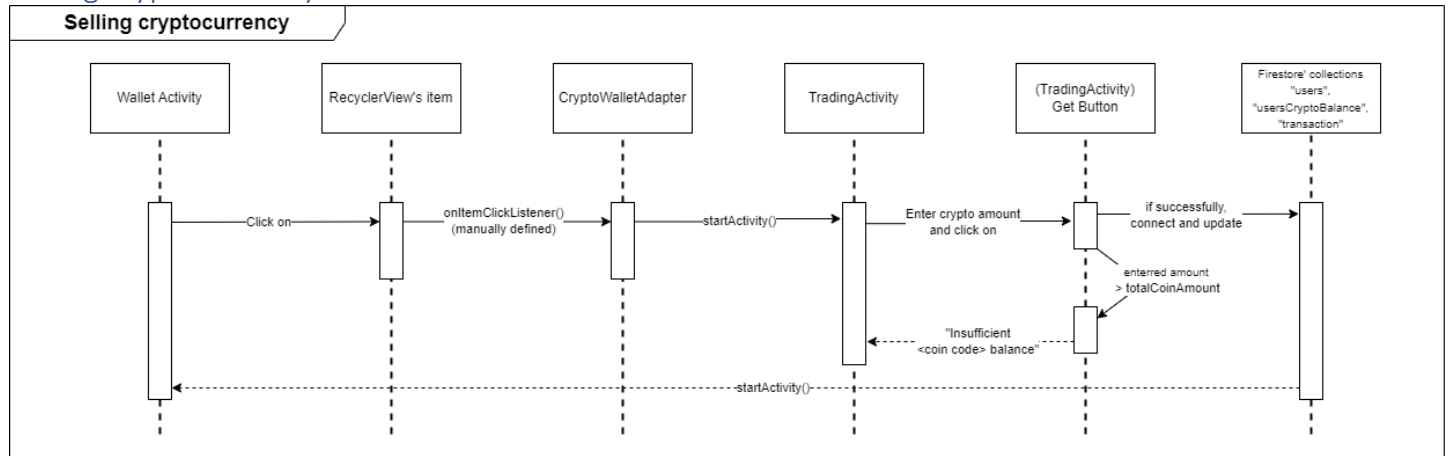 Selling cryptocurrency
Wallet Activity
RecyclerView's item
CryptoWalletAdapter
TradingActivity
(TradingActivity)
Get Button
Firestore' collections
"users",
"usersCryptoBalance",
"transaction"
Click on
onItemClickListener()
(manually defined)
startActivity()
Enter crypto amount
and click on
if successfully,
connect and update
enterred amount
> totalCoinAmount
"Insufficient
<coin code> balance"
startActivity()